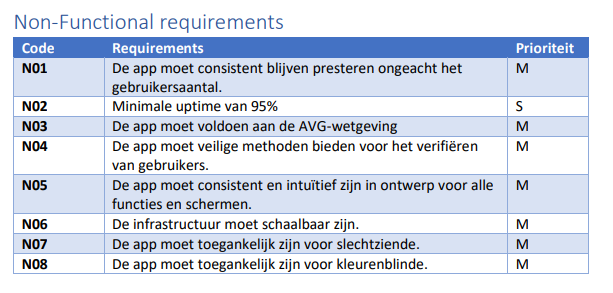 Non-Functional requirements
Code Requirements Prioriteit
N01 De app moet consistent blijven presteren ongeacht het M
gebruikersaantal.
N02 Minimale uptime van 95% S
N03 De app moet voldoen aan de AVG-wetgeving M
N04 De app moet veilige methoden bieden voor het verifiëren M
van gebruikers.
N05 De app moet consistent en intuïtief zijn in ontwerp voor alle M
functies en schermen.
N06 De infrastructuur moet schaalbaar zijn. M
N07 De app moet toegankelijk zijn voor slechtziende. M
N08 De app moet toegankelijk zijn voor kleurenblinde. M